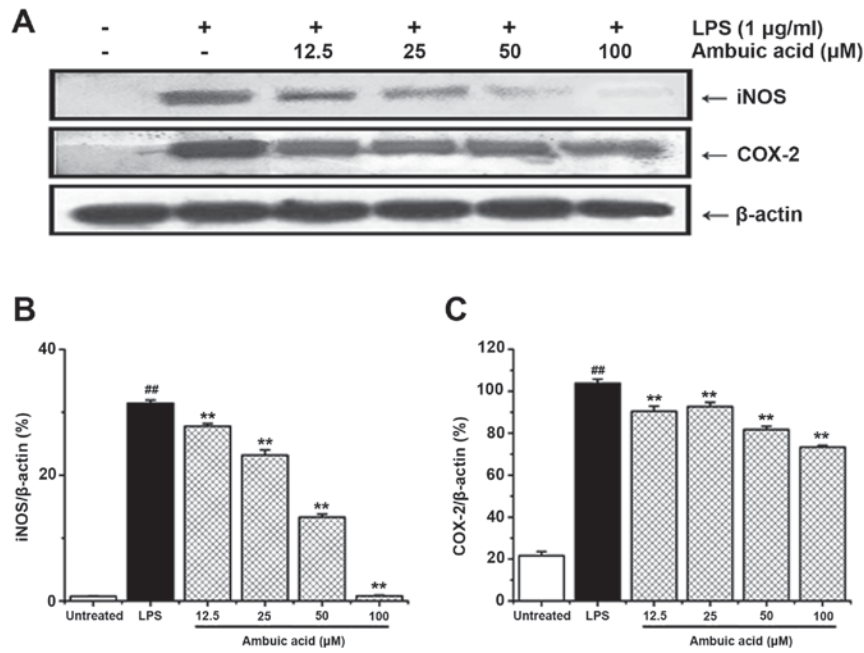 A
- + + + + + LPS (1 µg/ml)
- - 12.5 25 50 100 Ambuic acid (µM)
← iNOS
← COX-2
← β-actin
B
40
##
**
**
20
**
**
0
iNOS/β-actin (%)
Untreated LPS 12.5 25 50 100
Ambuic acid (µM)
C
120
##
100
**
**
80
**
**
60
40
20
0
COX-2/β-actin (%)
Untreated LPS 12.5 25 50 100
Ambuic acid (µM)